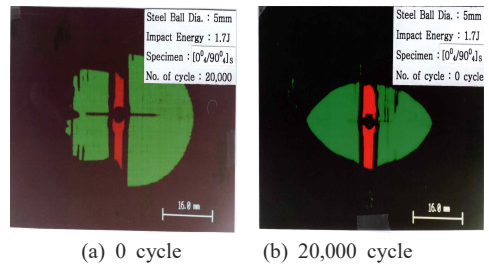 Steel Ball Dia. : 5mm
Impact Energy : 1.7J
Specimen : [0⁰₄/90⁰₄]s
No. of cycle : 20,000
16.0 mm
Steel Ball Dia. : 5mm
Impact Energy : 1.7J
Specimen : [0⁰₄/90⁰₄]s
No. of cycle : 0 cycle
16.0 mm
(a) 0 cycle
(b) 20,000 cycle